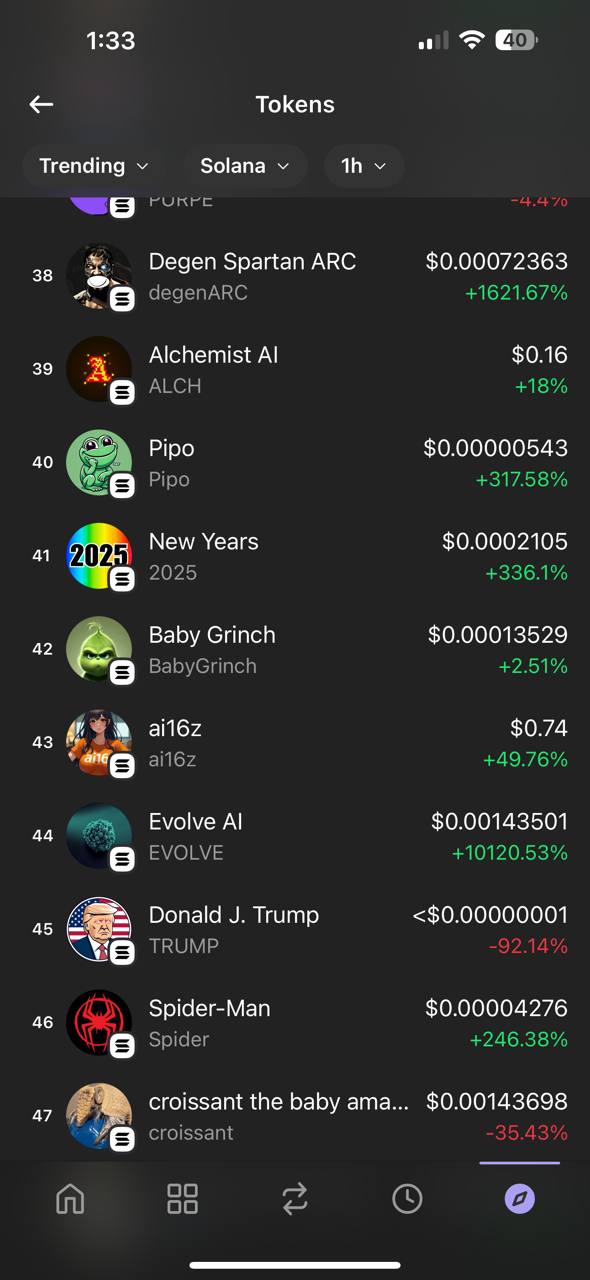 1:33
40
Tokens
Trending
Solana
1h
PURPE
-4.4%
38
Degen Spartan ARC
$0.00072363
degenARC
+1621.67%
39
A
Alchemist AI
$0.16
ALCH
+18%
40
Pipo
$0.00000543
Pipo
+317.58%
41
2025
New Years
$0.0002105
2025
+336.1%
42
Baby Grinch
$0.00013529
BabyGrinch
+2.51%
43
ai16
ai16z
$0.74
ai16z
+49.76%
44
Evolve AI
$0.00143501
EVOLVE
+10120.53%
45
Donald J. Trump
<$0.00000001
TRUMP
-92.14%
46
Spider-Man
$0.00004276
Spider
+246.38%
47
croissant the baby ama...
$0.00143698
croissant
-35.43%